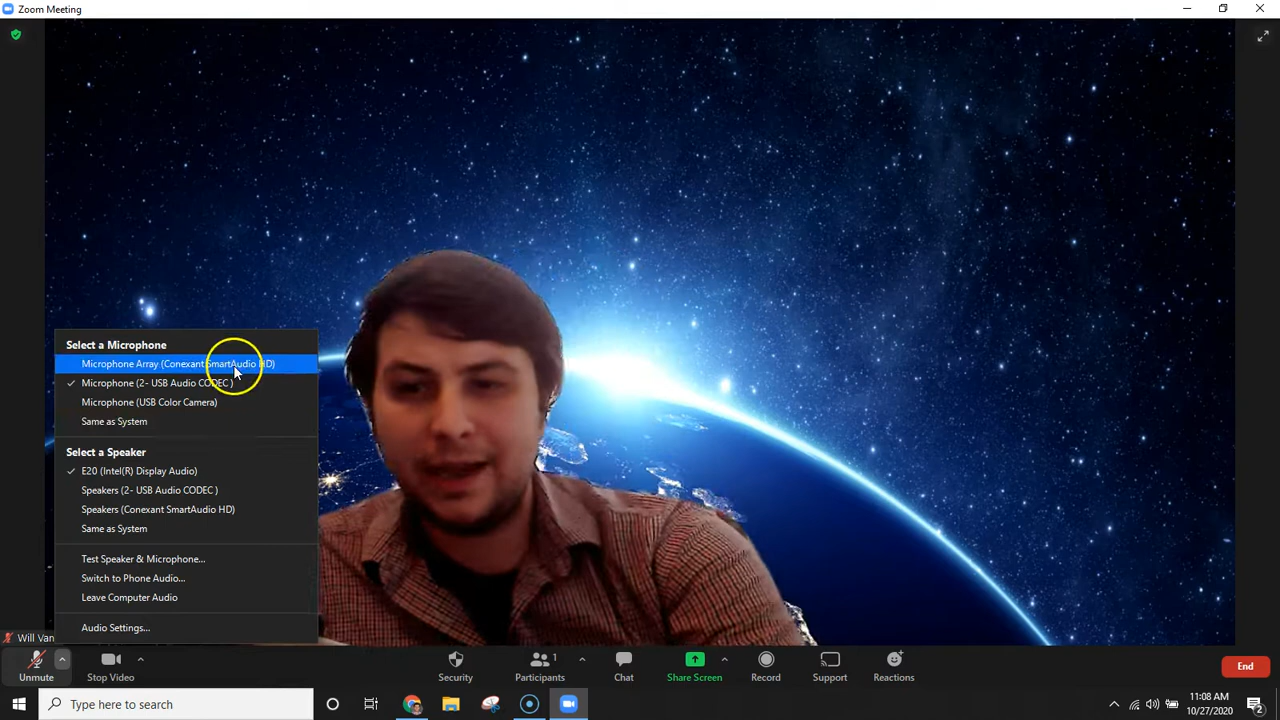 Zoom Meeting
Select a Microphone
Microphone Array (Conexant SmartAudio HD)
Microphone (2- USB Audio CODEC )
Microphone (USB Color Camera)
Same as System
Select a Speaker
E20 (Intel(R) Display Audio)
Speakers (2- USB Audio CODEC )
Speakers (Conexant SmartAudio HD)
Same as System
Test Speaker & Microphone...
Switch to Phone Audio...
Leave Computer Audio
Audio Settings...
Will Van
Unmute
Stop Video
Security
1
Participants
Chat
Share Screen
Record
Support
Reactions
End
Type here to search
11:08 AM
10/27/2020
2